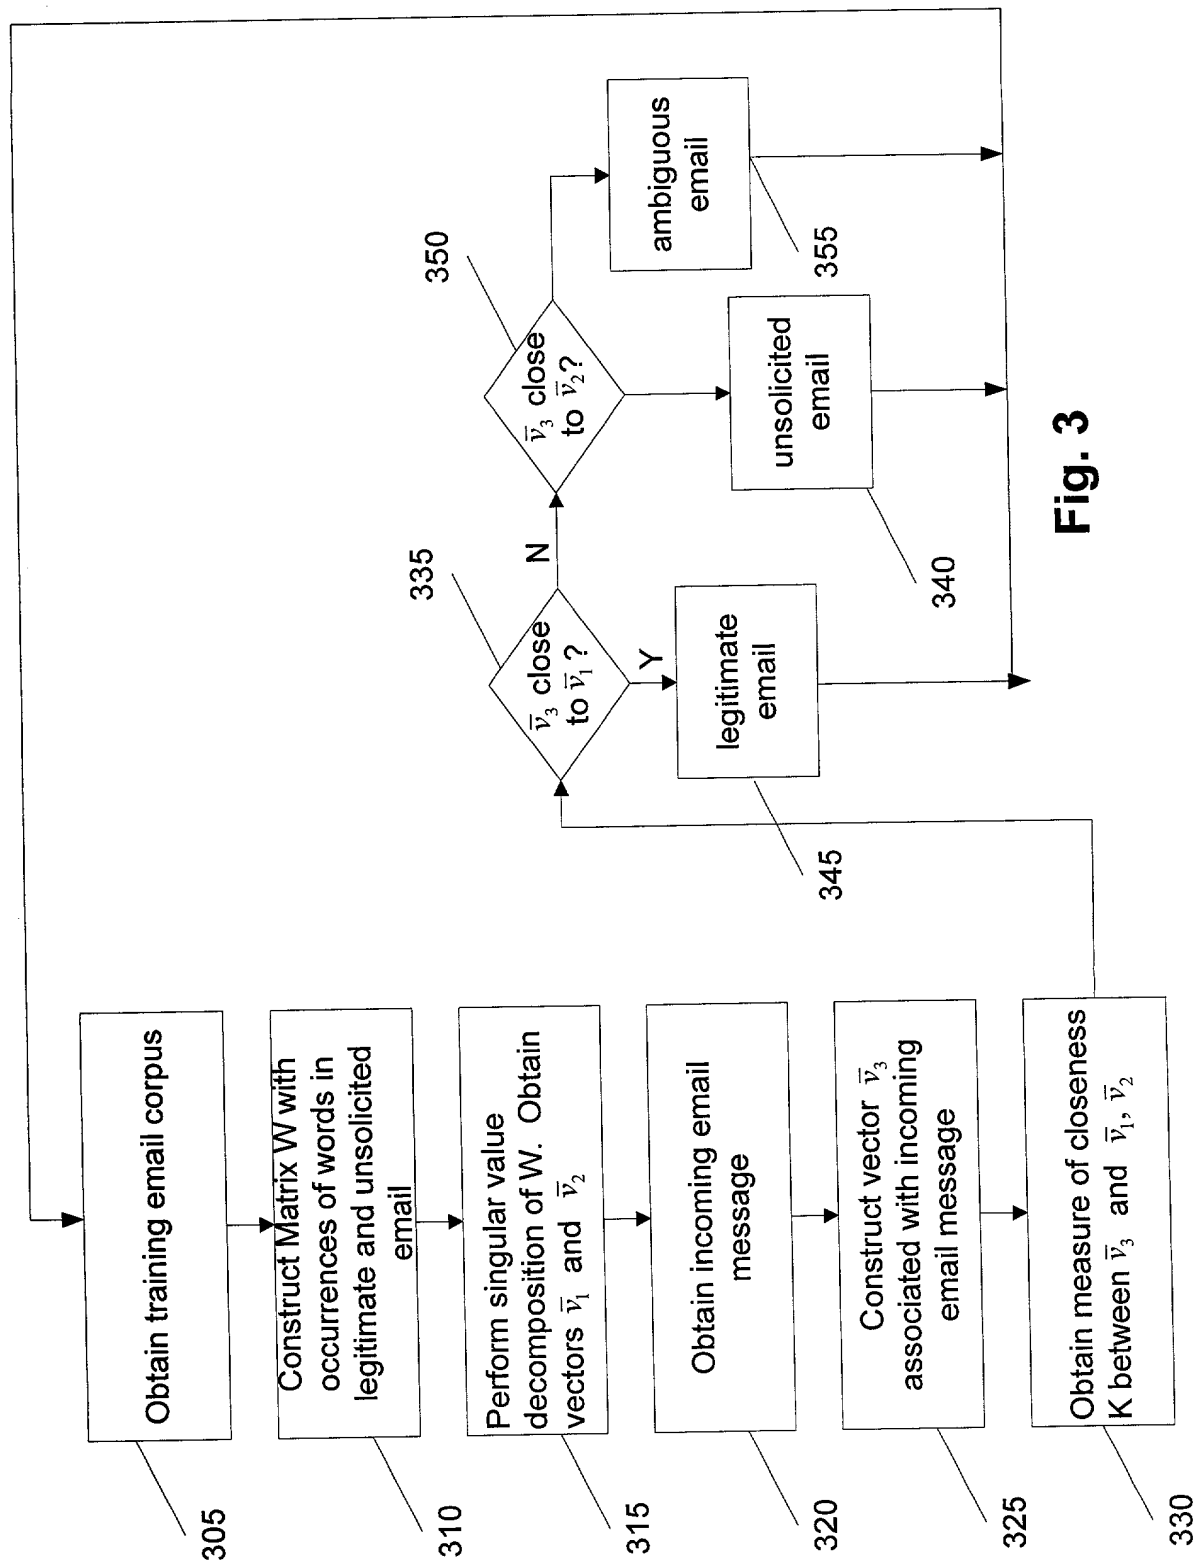 Obtain training email corpus
305
Construct Matrix W with
occurrences of words in
legitimate and unsolicited
email
310
Perform singular value
decomposition of W. Obtain
vectors v̅₁ and v̅₂
315
Obtain incoming email
message
320
Construct vector v̅₃
associated with incoming
email message
325
Obtain measure of closeness
K between v̅₃ and v̅₁, v̅₂
330
335
v̅₃ close
to v̅₁ ?
Y
N
legitimate
email
345
350
v̅₃ close
to v̅₂?
unsolicited
email
340
ambiguous
email
355
Fig. 3